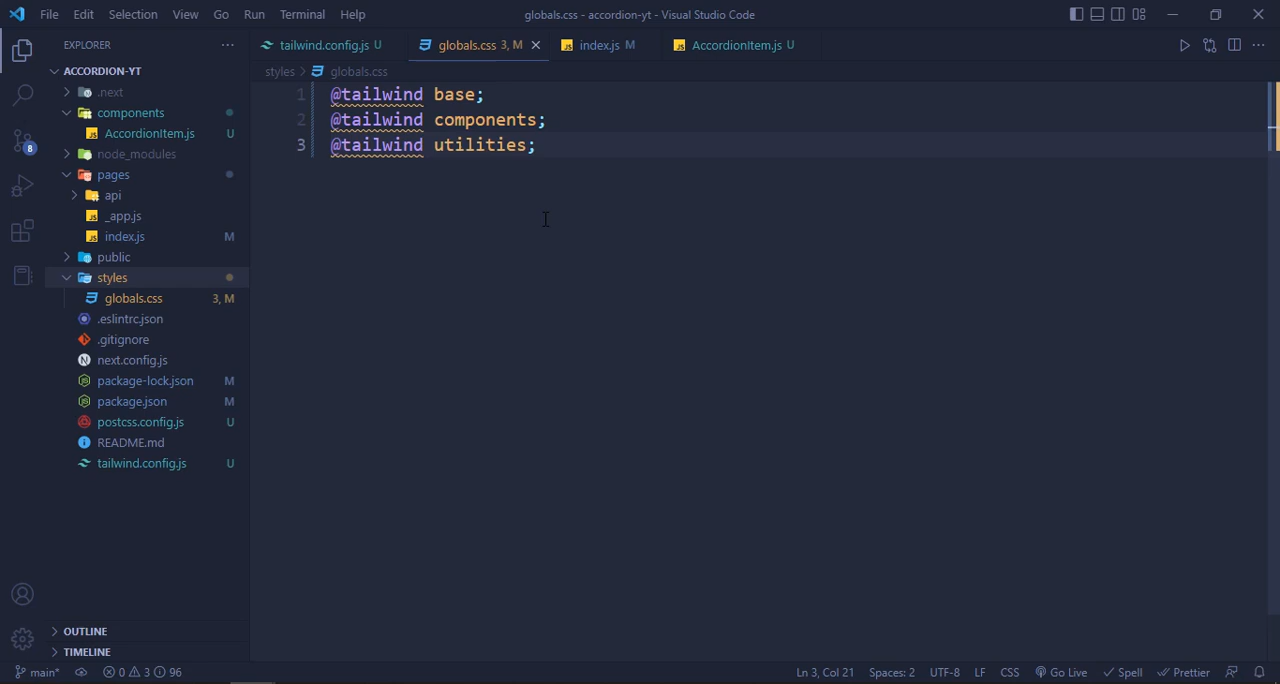 File Edit Selection View Go Run Terminal Help
globals.css - accordion-yt - Visual Studio Code
EXPLORER
tailwind.config.js U
globals.css 3, M
index.js M
AccordionItem.js U
ACCORDION-YT
styles > globals.css
.next
components
AccordionItem.js U
node_modules
pages
api
_app.js
index.js M
public
styles
globals.css 3, M
.eslintrc.json
.gitignore
next.config.js
package-lock.json M
package.json M
postcss.config.js U
README.md
tailwind.config.js U
8
1 @tailwind base;
2 @tailwind components;
3 @tailwind utilities;
OUTLINE
TIMELINE
main* 0 3 96
Ln 3, Col 21 Spaces: 2 UTF-8 LF CSS Go Live Spell Prettier